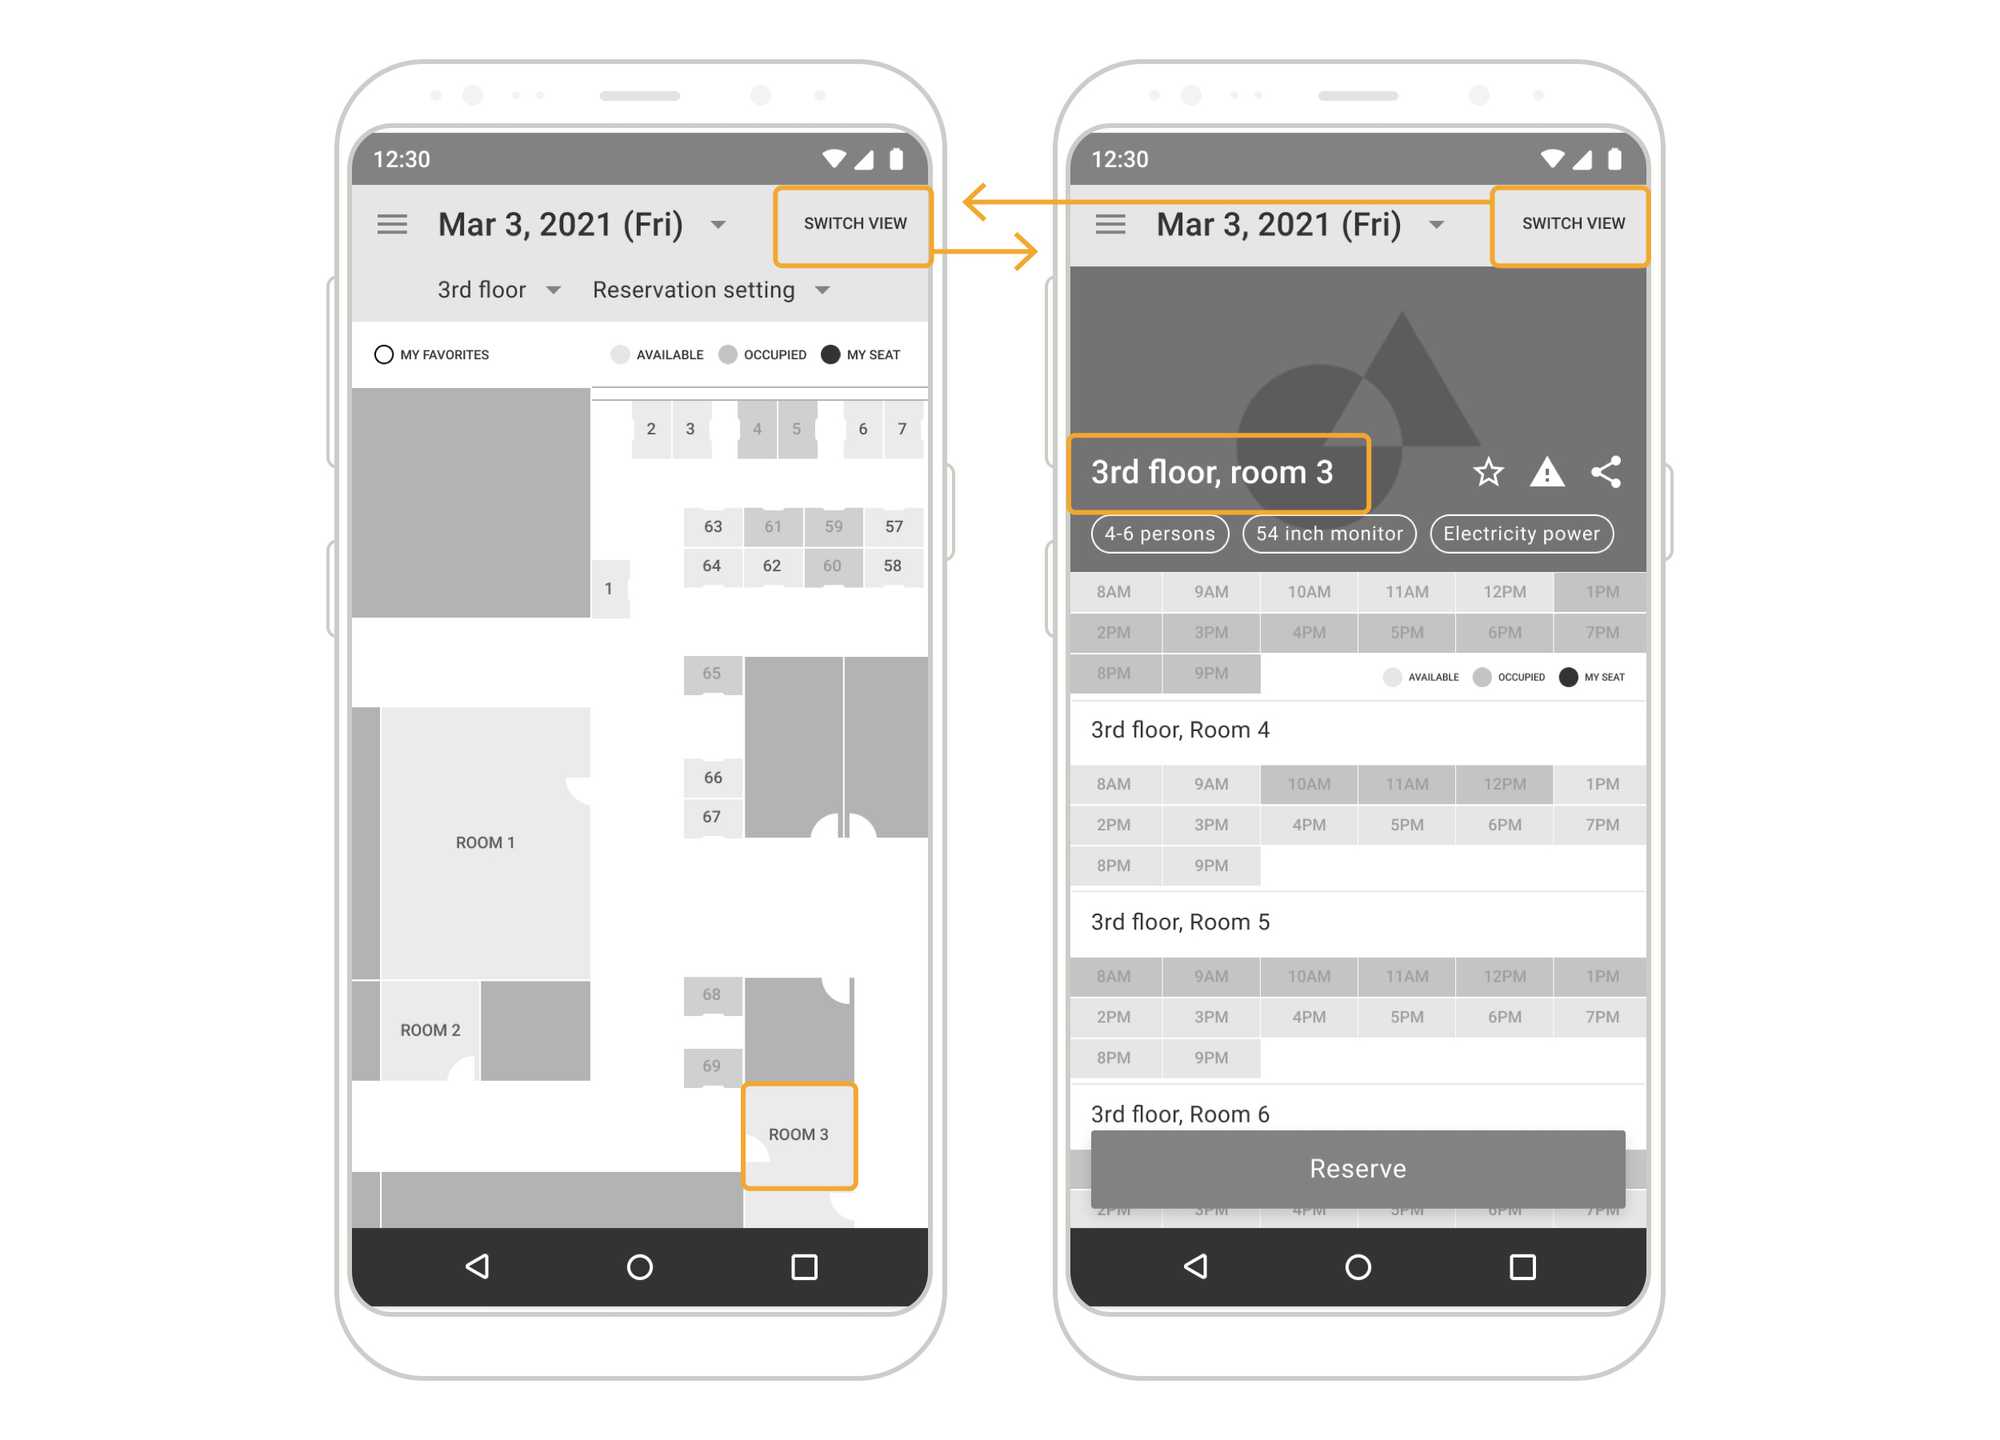 12:30
Mar 3, 2021 (Fri)
SWITCH VIEW
3rd floor
Reservation setting
MY FAVORITES
AVAILABLE
OCCUPIED
MY SEAT
2 3 4 5 6 7
63 61 59 57
64 62 60 58
1
65
66
67
ROOM 1
68
ROOM 2
69
ROOM 3
12:30
Mar 3, 2021 (Fri)
SWITCH VIEW
3rd floor, room 3
4-6 persons
54 inch monitor
Electricity power
8AM 9AM 10AM 11AM 12PM 1PM
2PM 3PM 4PM 5PM 6PM 7PM
8PM 9PM
AVAILABLE
OCCUPIED
MY SEAT
3rd floor, Room 4
8AM 9AM 10AM 11AM 12PM 1PM
2PM 3PM 4PM 5PM 6PM 7PM
8PM 9PM
3rd floor, Room 5
8AM 9AM 10AM 11AM 12PM 1PM
2PM 3PM 4PM 5PM 6PM 7PM
8PM 9PM
3rd floor, Room 6
Reserve
2PM 3PM 4PM 5PM 6PM 7PM